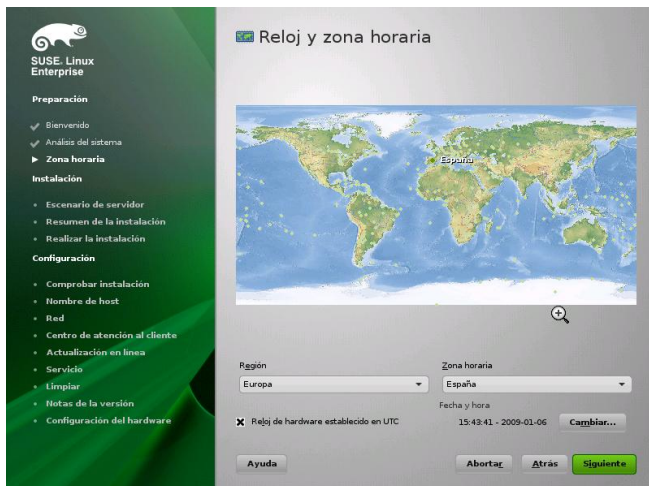 SUSE. Linux
Enterprise
Preparación
Bienvenido
Análisis del sistema
Zona horaria
Instalación
Escenario de servidor
Resumen de la instalación
Realizar la instalación
Configuración
Comprobar instalación
Nombre de host
Red
Centro de atención al cliente
Actualización en línea
Servicio
Limpiar
Notas de la versión
Configuración del hardware
Reloj y zona horaria
España
Región
Zona horaria
Europa
España
Fecha y hora
Reloj de hardware establecido en UTC
15:43:41 - 2009-01-06
Cambiar...
Ayuda
Abortar
Atrás
Siguiente